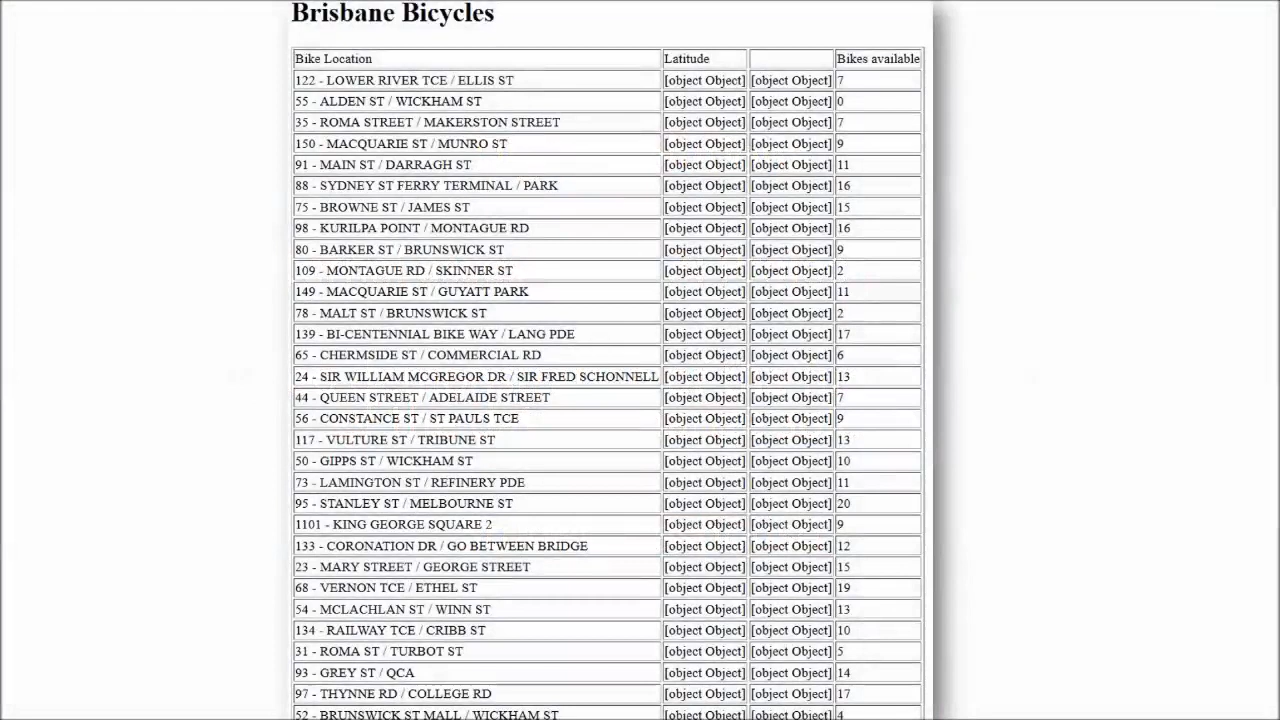 Brisbane Bicycles
Bike Location Latitude Bikes available
122 - LOWER RIVER TCE / ELLIS ST [object Object] [object Object] 7
55 - ALDEN ST / WICKHAM ST [object Object] [object Object] 0
35 - ROMA STREET / MAKERSTON STREET [object Object] [object Object] 7
150 - MACQUARIE ST / MUNRO ST [object Object] [object Object] 9
91 - MAIN ST / DARRAGH ST [object Object] [object Object] 11
88 - SYDNEY ST FERRY TERMINAL / PARK [object Object] [object Object] 16
75 - BROWNE ST / JAMES ST [object Object] [object Object] 15
98 - KURILPA POINT / MONTAGUE RD [object Object] [object Object] 16
80 - BARKER ST / BRUNSWICK ST [object Object] [object Object] 9
109 - MONTAGUE RD / SKINNER ST [object Object] [object Object] 2
149 - MACQUARIE ST / GUYATT PARK [object Object] [object Object] 11
78 - MALT ST / BRUNSWICK ST [object Object] [object Object] 2
139 - BI-CENTENNIAL BIKE WAY / LANG PDE [object Object] [object Object] 17
65 - CHERMSIDE ST / COMMERCIAL RD [object Object] [object Object] 6
24 - SIR WILLIAM MCGREGOR DR / SIR FRED SCHONNELL [object Object] [object Object] 13
44 - QUEEN STREET / ADELAIDE STREET [object Object] [object Object] 7
56 - CONSTANCE ST / ST PAULS TCE [object Object] [object Object] 9
117 - VULTURE ST / TRIBUNE ST [object Object] [object Object] 13
50 - GIPPS ST / WICKHAM ST [object Object] [object Object] 10
73 - LAMINGTON ST / REFINERY PDE [object Object] [object Object] 11
95 - STANLEY ST / MELBOURNE ST [object Object] [object Object] 20
1101 - KING GEORGE SQUARE 2 [object Object] [object Object] 9
133 - CORONATION DR / GO BETWEEN BRIDGE [object Object] [object Object] 12
23 - MARY STREET / GEORGE STREET [object Object] [object Object] 15
68 - VERNON TCE / ETHEL ST [object Object] [object Object] 19
54 - MCLACHLAN ST / WINN ST [object Object] [object Object] 13
134 - RAILWAY TCE / CRIBB ST [object Object] [object Object] 10
31 - ROMA ST / TURBOT ST [object Object] [object Object] 5
93 - GREY ST / QCA [object Object] [object Object] 14
97 - THYNNE RD / COLLEGE RD [object Object] [object Object] 17
52 - BRUNSWICK ST MALL / WICKHAM ST [object Object] [object Object] 4